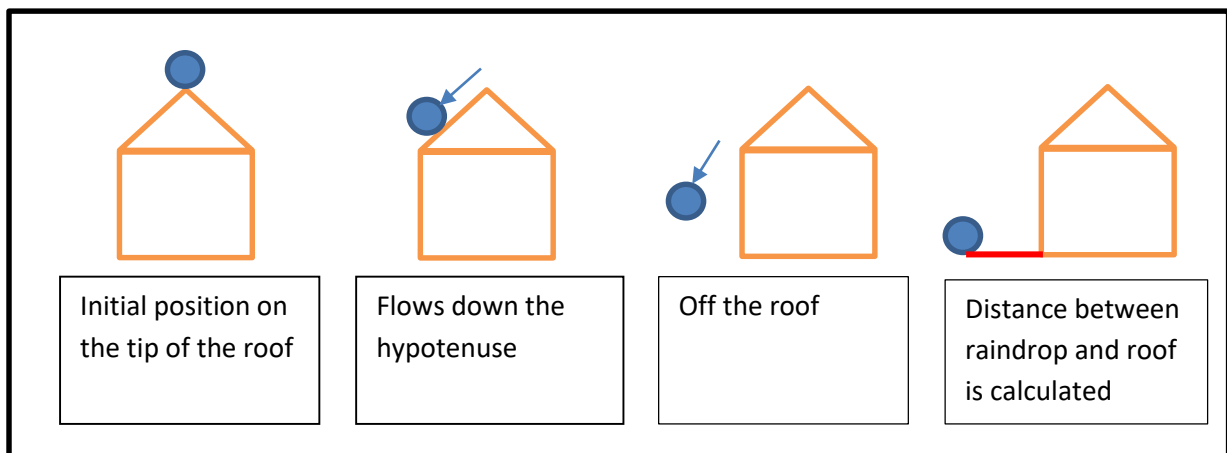 Initial position on
the tip of the roof
Flows down the
hypotenuse
Off the roof
Distance between
raindrop and roof
is calculated